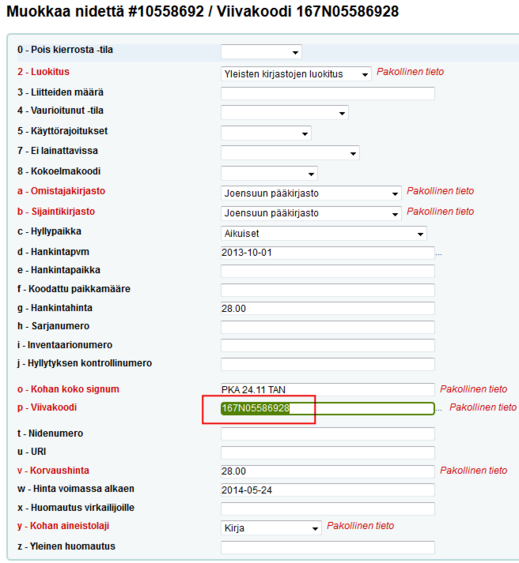 Muokkaa nidettä #10558692 / Viivakoodi 167N05586928
0 - Pois kierrosta -tila
2 - Luokitus Yleisten kirjastojen luokitus Pakollinen tieto
3 - Liitteiden määrä
4 - Vaurioitunut -tila
5 - Käyttörajoitukset
7 - Ei lainattavissa
8 - Kokoelmakoodi
a - Omistajakirjasto Joensuun pääkirjasto Pakollinen tieto
b - Sijaintikirjasto Joensuun pääkirjasto Pakollinen tieto
c - Hyllypaikka Aikuiset
d - Hankintapvm 2013-10-01 ...
e - Hankintapaikka
f - Koodattu paikkamääre
g - Hankintahinta 28.00
h - Sarjanumero
i - Inventaarionumero
j - Hyllytyksen kontrollinumero
o - Kohan koko signum PKA 24.11 TAN Pakollinen tieto
p - Viivakoodi 167N05586928 ... Pakollinen tieto
t - Nidenumero
u - URI
v - Korvaushinta 28.00 Pakollinen tieto
w - Hinta voimassa alkaen 2014-05-24
x - Huomautus virkailijoille
y - Kohan aineistolaji Kirja Pakollinen tieto
z - Yleinen huomautus